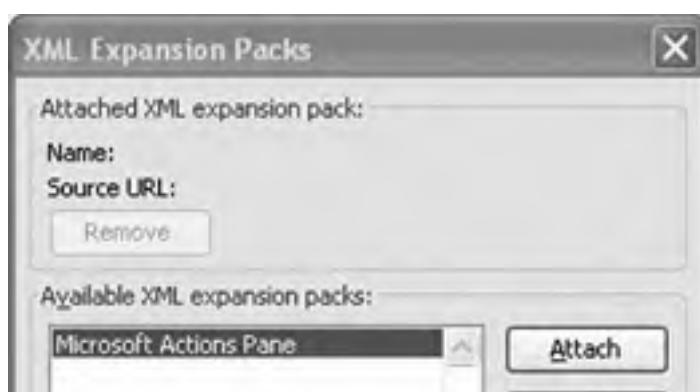 XML Expansion Packs
Attached XML expansion pack:
Name:
Source URL:
Remove
Available XML expansion packs:
Microsoft Actions Pane
Attach